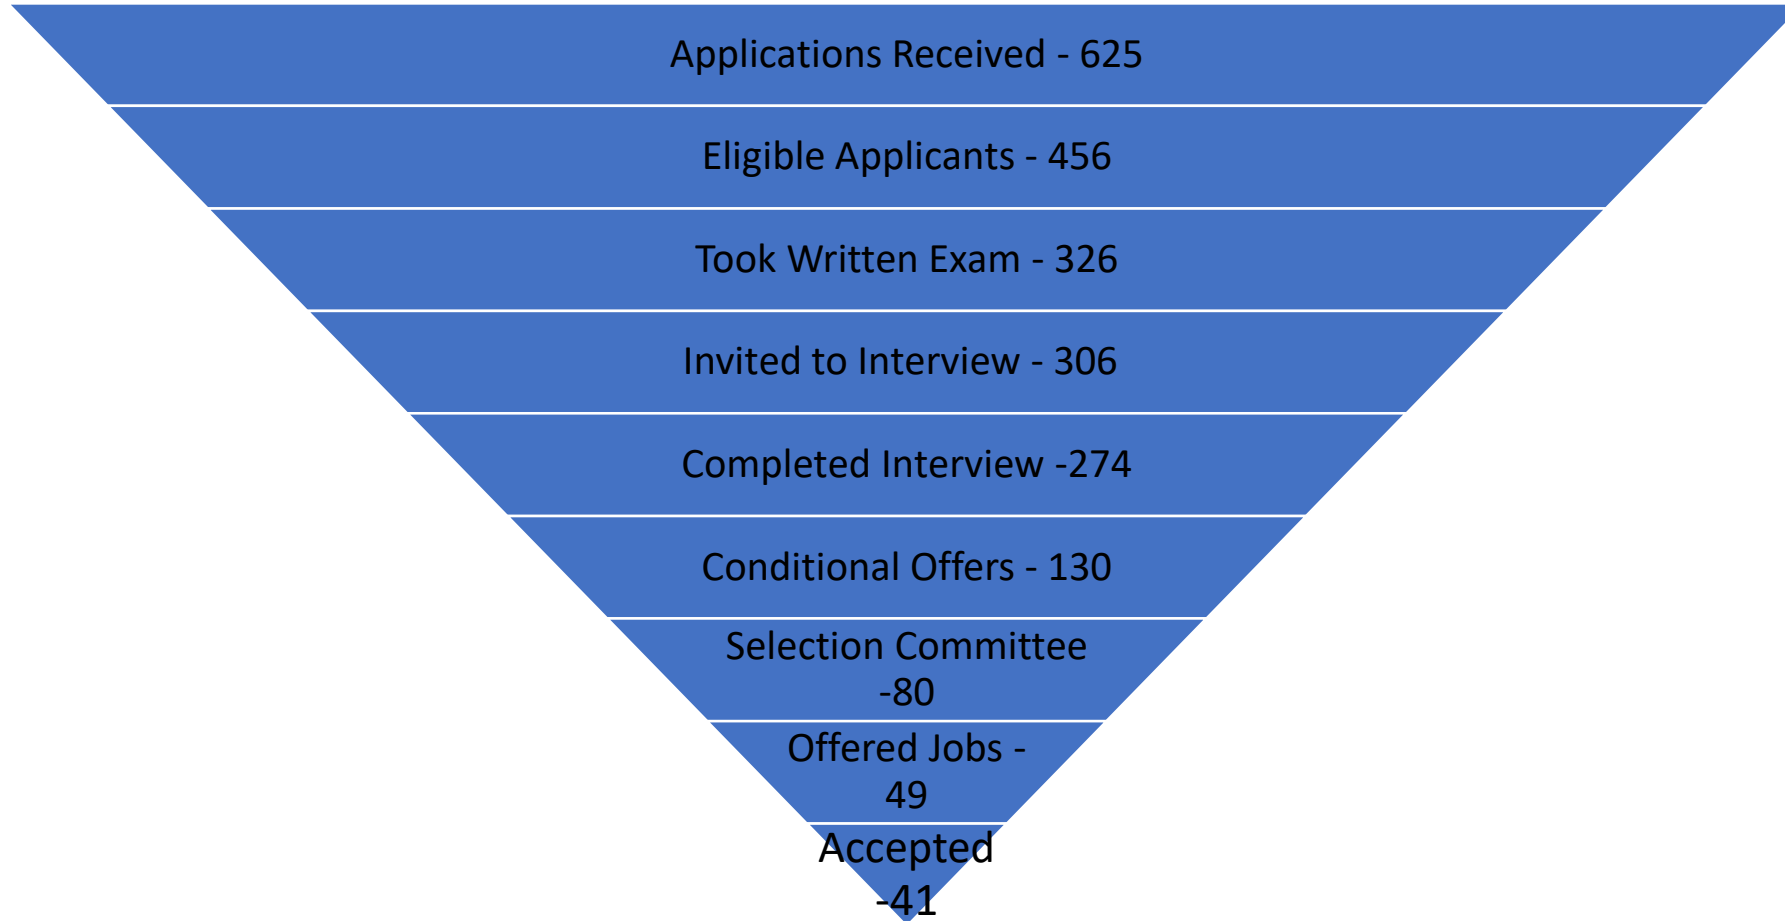 Applications Received - 625
Eligible Applicants - 456
Took Written Exam - 326
Invited to Interview - 306
Completed Interview -274
Conditional Offers - 130
Selection Committee
-80
Offered Jobs -
49
Accepted
-41